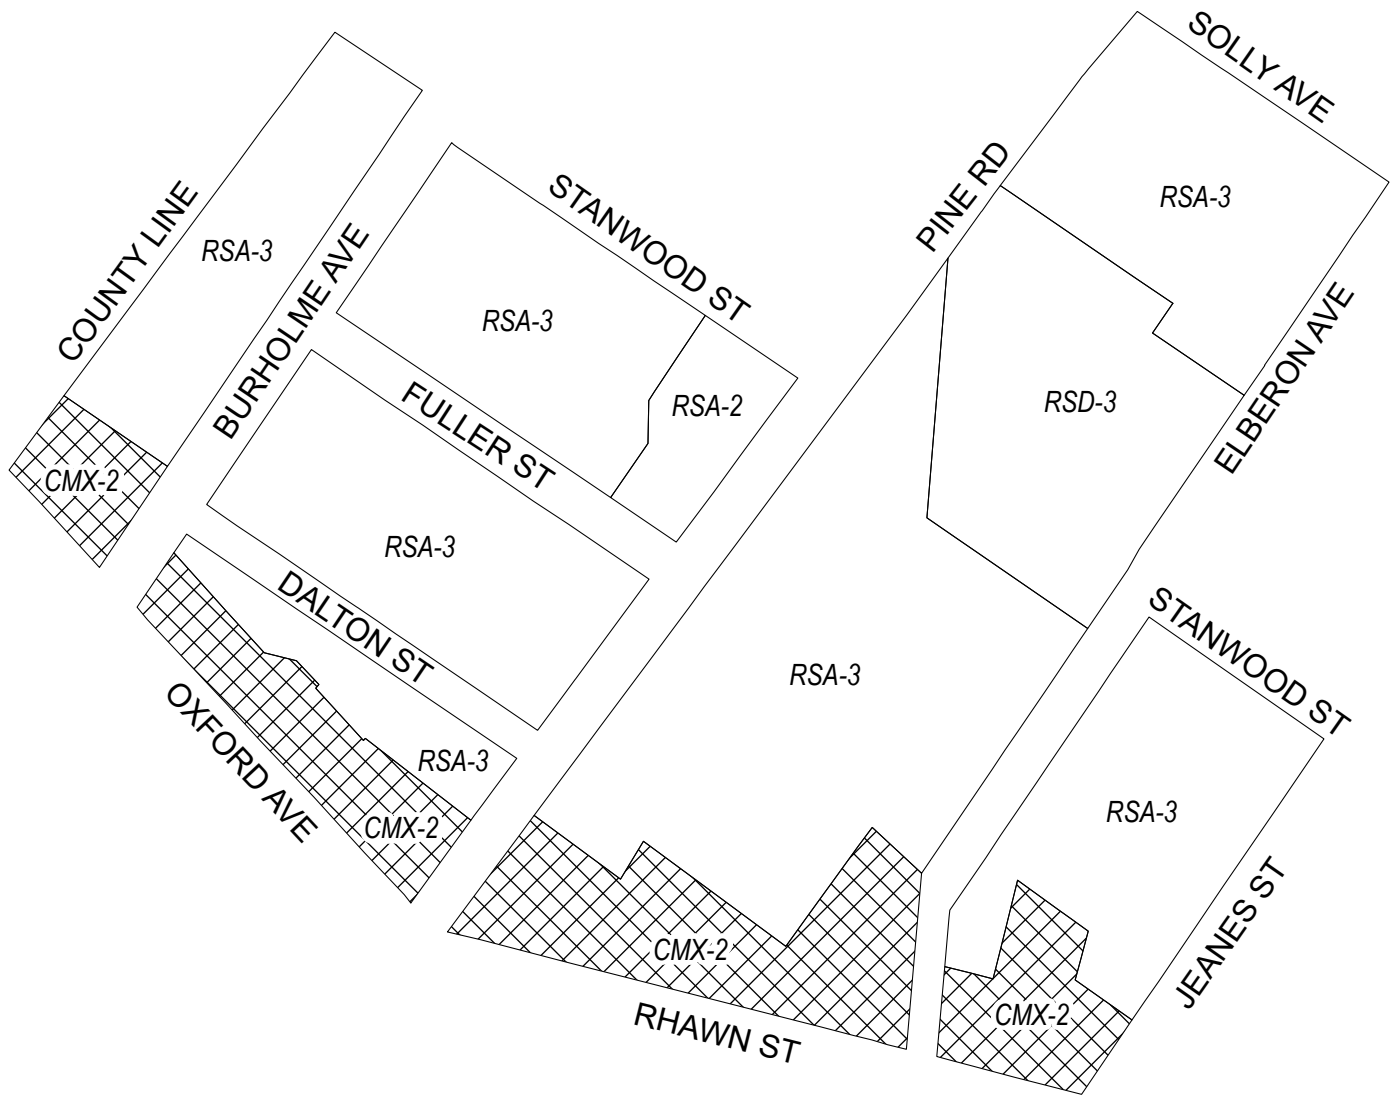 SOLLY AVE
PINE RD
RSA-3
STANWOOD ST
COUNTY LINE
RSA-3
BURHOLME AVE
RSA-3
ELBERON AVE
RSA-2
RSD-3
FULLER ST
CMX-2
RSA-3
DALTON ST
STANWOOD ST
RSA-3
OXFORD AVE
RSA-3
CMX-2
RSA-3
CMX-2
JEANES ST
CMX-2
RHAWN ST